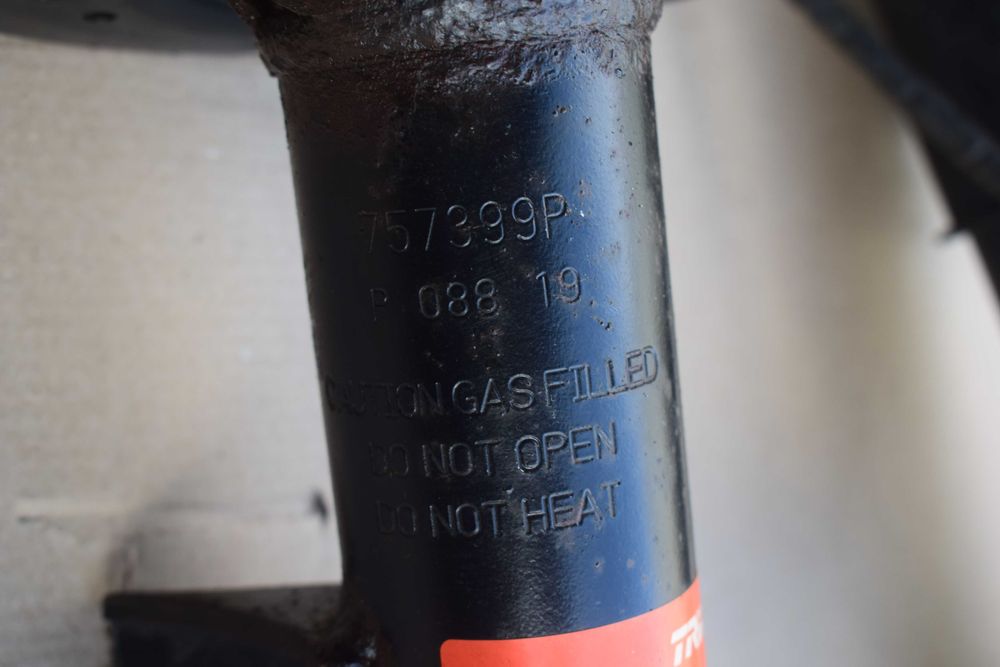 757399P
P 088 19
CAUTION GAS FILLED
DO NOT OPEN
DO NOT HEAT